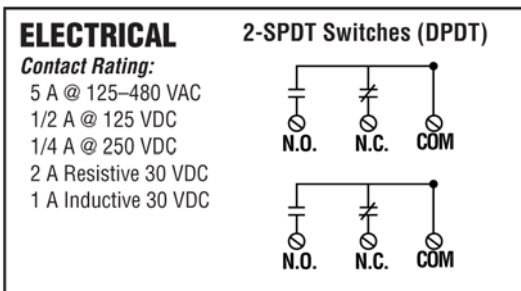 ELECTRICAL
Contact Rating:
5 A @ 125–480 VAC
1/2 A @ 125 VDC
1/4 A @ 250 VDC
2 A Resistive 30 VDC
1 A Inductive 30 VDC
2-SPDT Switches (DPDT)
N.O. N.C. COM
N.O. N.C. COM